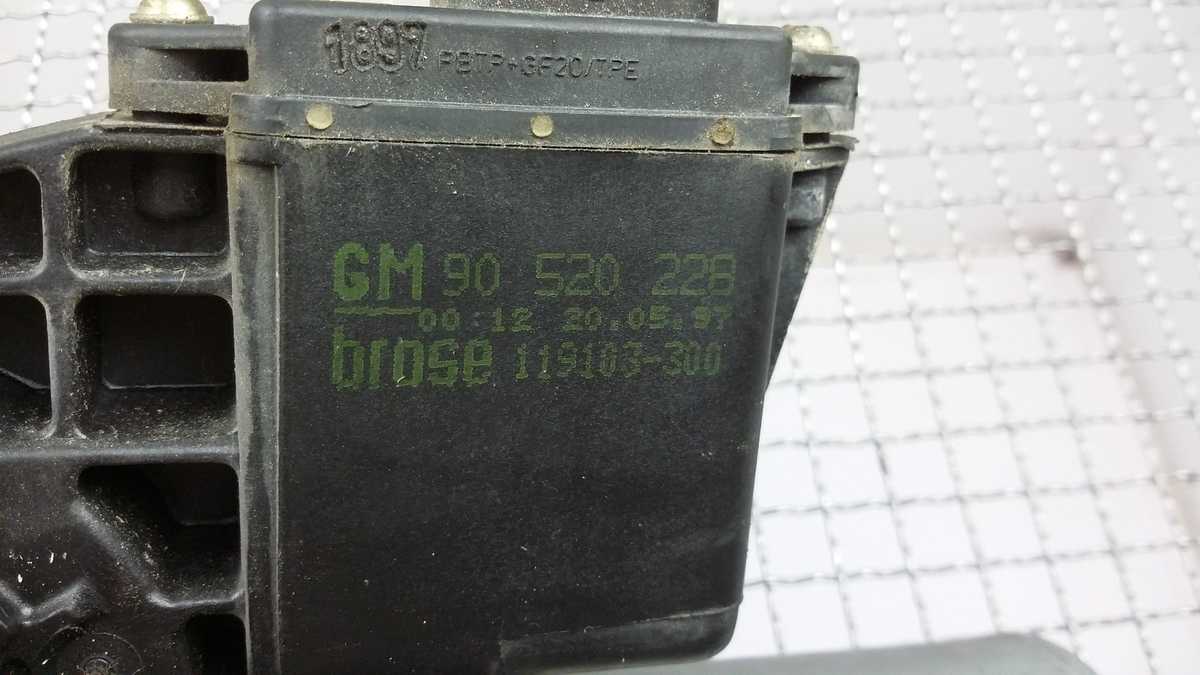 1897 PBTP+GF20/TPE
GM 90 520 228
00:12 20.05.97
brose 119103-300